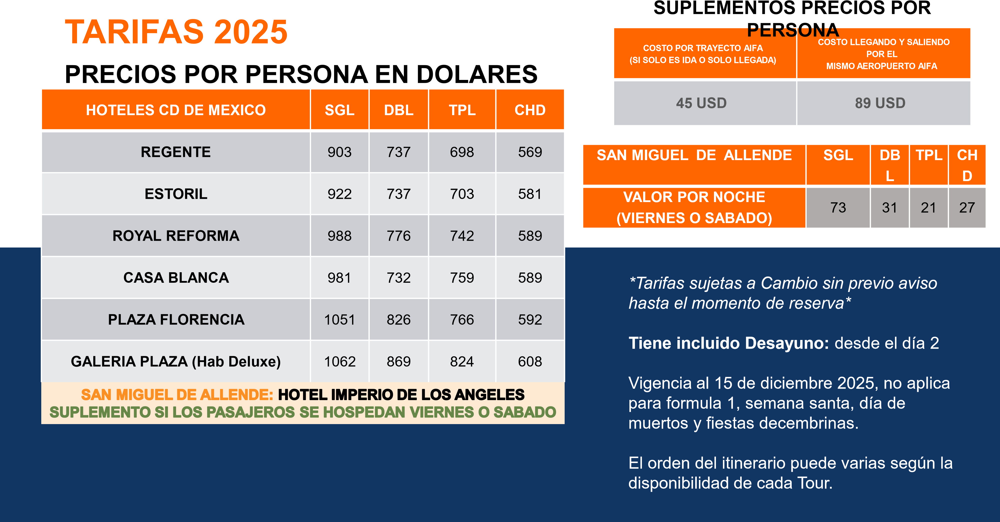 TARIFAS 2025
PRECIOS POR PERSONA EN DOLARES
HOTELES CD DE MEXICO SGL DBL TPL CHD
REGENTE 903 737 698 569
ESTORIL 922 737 703 581
ROYAL REFORMA 988 776 742 589
CASA BLANCA 981 732 759 589
PLAZA FLORENCIA 1051 826 766 592
GALERIA PLAZA (Hab Deluxe) 1062 869 824 608
SAN MIGUEL DE ALLENDE: HOTEL IMPERIO DE LOS ANGELES
SUPLEMENTO SI LOS PASAJEROS SE HOSPEDAN VIERNES O SABADO
SUPLEMENTOS PRECIOS POR
PERSONA
COSTO POR TRAYECTO AIFA
(SI SOLO ES IDA O SOLO LLEGADA)
COSTO LLEGANDO Y SALIENDO
POR EL
MISMO AEROPUERTO AIFA
45 USD 89 USD
SAN MIGUEL DE ALLENDE SGL DB TPL CH
L D
VALOR POR NOCHE
(VIERNES O SABADO)
73 31 21 27
*Tarifas sujetas a Cambio sin previo aviso
hasta el momento de reserva*
Tiene incluido Desayuno: desde el día 2
Vigencia al 15 de diciembre 2025, no aplica
para formula 1, semana santa, día de
muertos y fiestas decembrinas.
El orden del itinerario puede varias según la
disponibilidad de cada Tour.